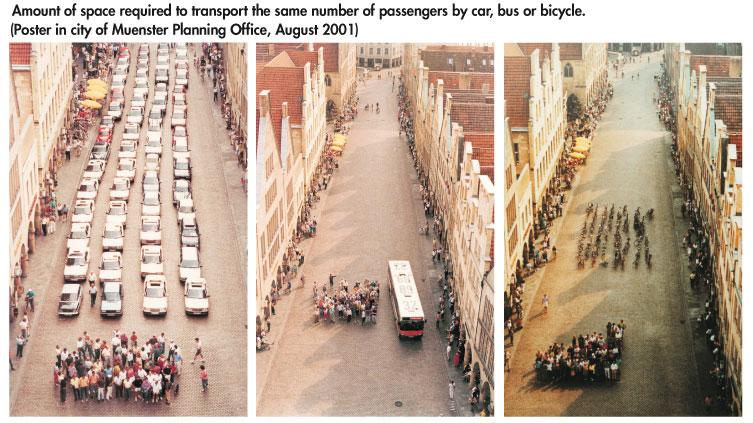 Amount of space required to transport the same number of passengers by car, bus or bicycle.
(Poster in city of Muenster Planning Office, August 2001)